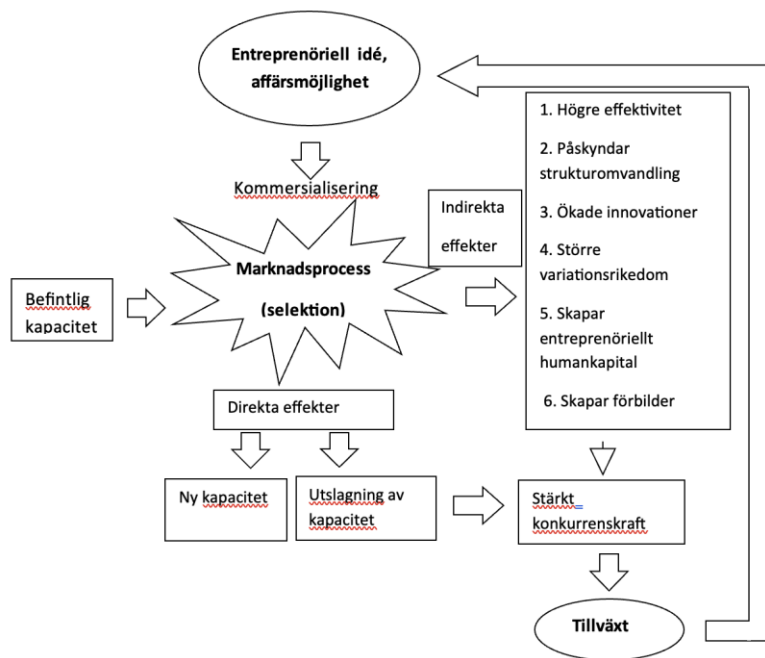 Entreprenöriell idé,
affärsmöjlighet
Kommersialisering
Marknadsprocess
(selektion)
Befintlig
kapacitet
Indirekta
effekter
1. Högre effektivitet
2. Påskyndar
strukturomvandling
3. Ökade innovationer
4. Större
variationsrikedom
5. Skapar
entreprenöriellt
humankapital
6. Skapar förbilder
Direkta effekter
Ny kapacitet
Utslagning av
kapacitet
Stärkt
konkurrenskraft
Tillväxt